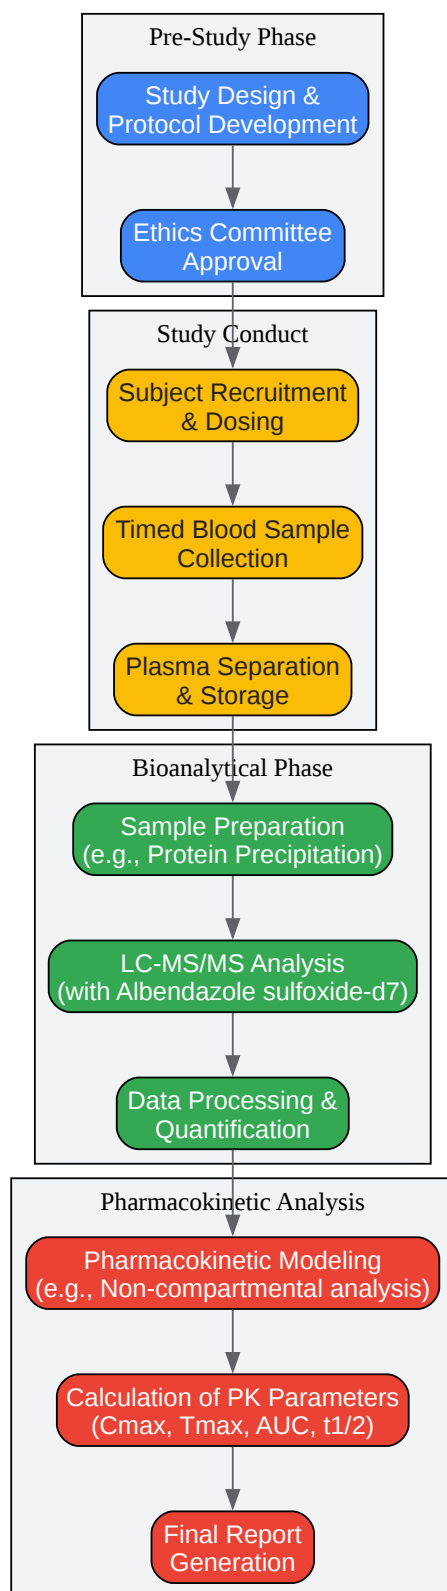 Pre-Study Phase
Study Design &
Protocol Development
Ethics Committee
Approval
Study Conduct
Subject Recruitment
& Dosing
Timed Blood Sample
Collection
Plasma Separation
& Storage
Bioanalytical Phase
Sample Preparation
(e.g., Protein Precipitation)
LC-MS/MS Analysis
(with Albendazole sulfoxide-d7)
Data Processing &
Quantification
Pharmacokinetic Analysis
Pharmacokinetic Modeling
(e.g., Non-compartmental analysis)
Calculation of PK Parameters
(Cmax, Tmax, AUC, t1/2)
Final Report
Generation